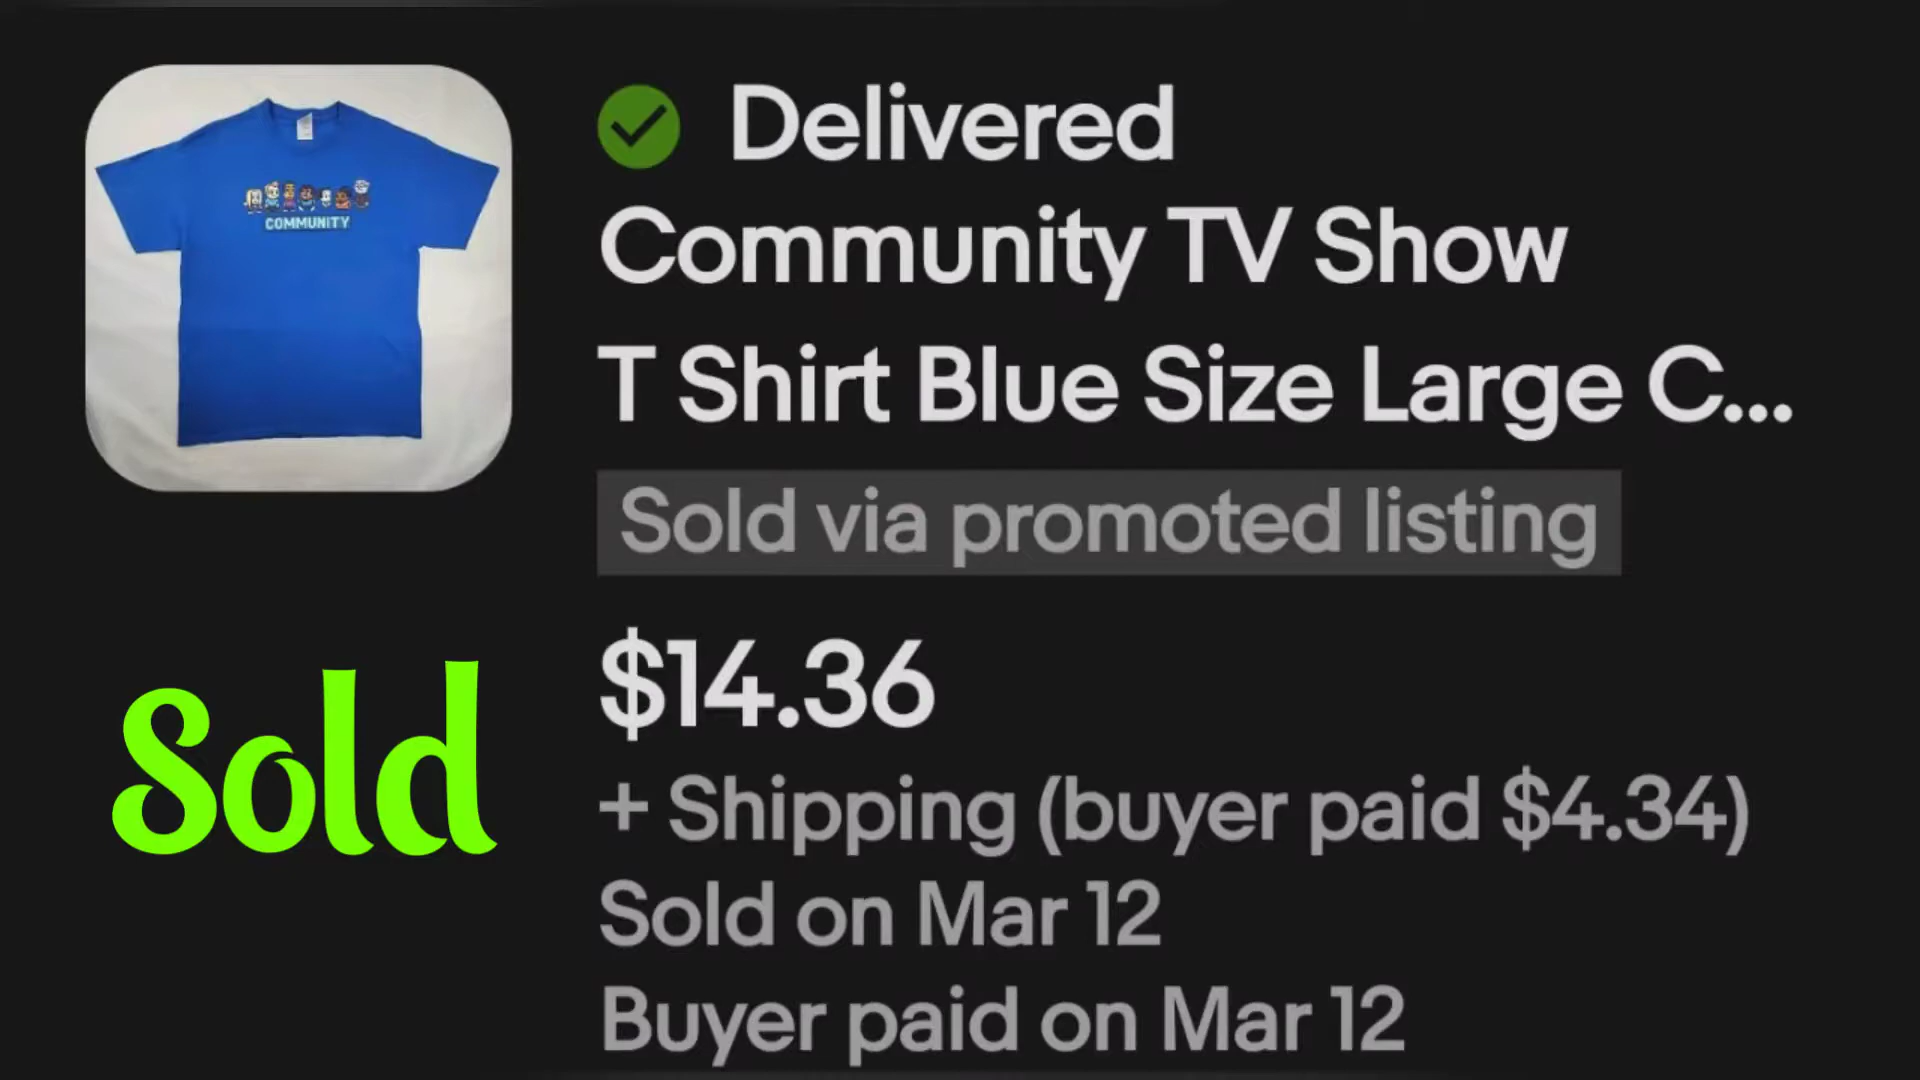 Delivered
Community TV Show
T Shirt Blue Size Large C...
Sold via promoted listing
$14.36
+ Shipping (buyer paid $4.34)
Sold on Mar 12
Buyer paid on Mar 12
COMMUNITY
Sold